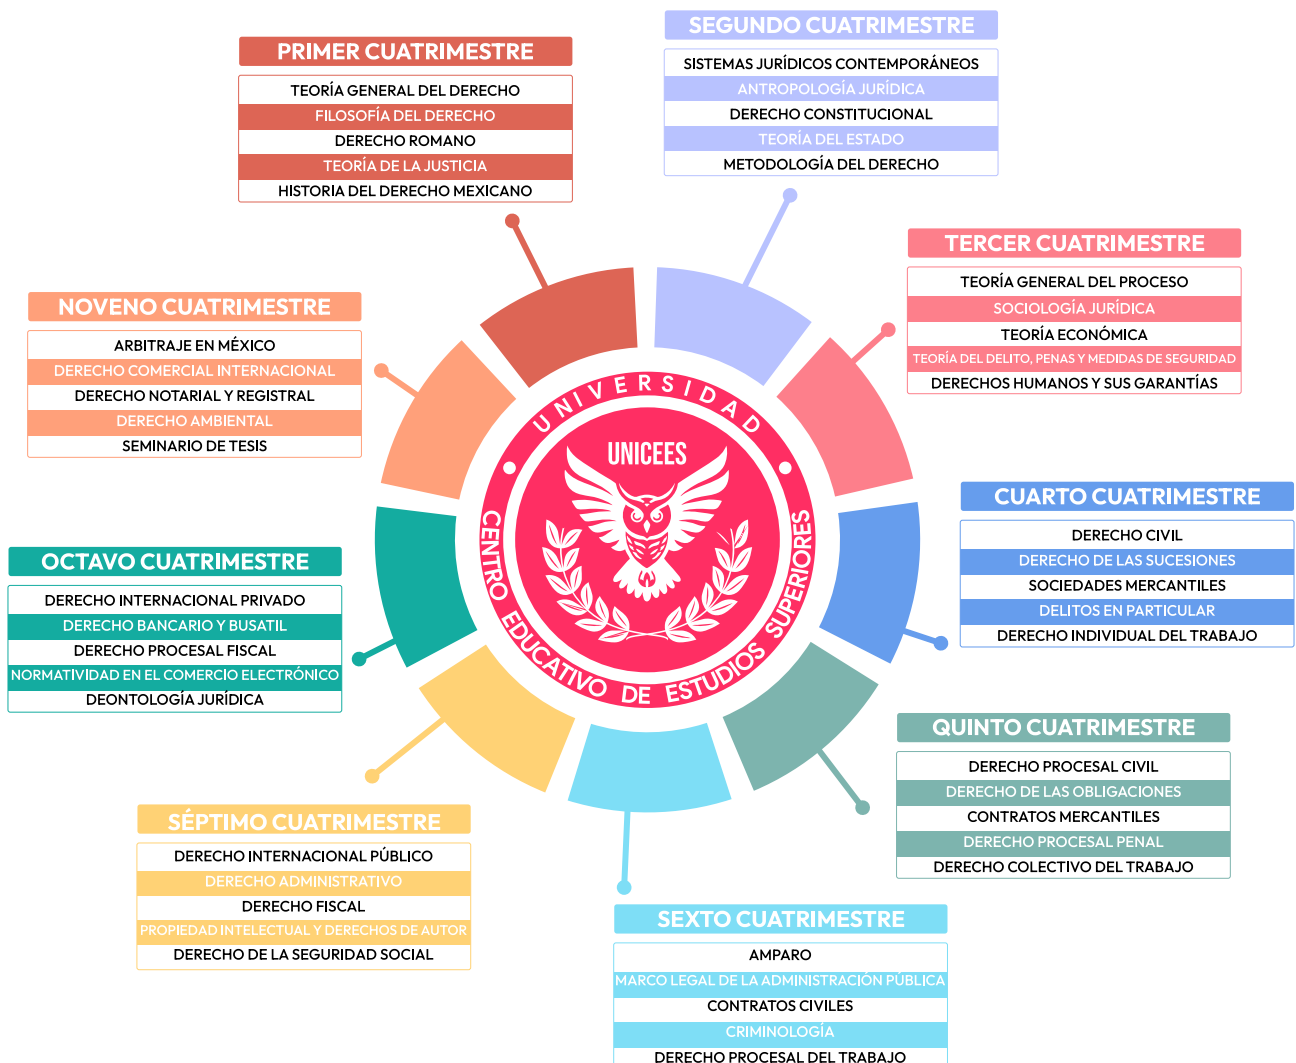 PRIMER CUATRIMESTRE
TEORÍA GENERAL DEL DERECHO
FILOSOFÍA DEL DERECHO
DERECHO ROMANO
TEORÍA DE LA JUSTICIA
HISTORIA DEL DERECHO MEXICANO
SEGUNDO CUATRIMESTRE
SISTEMAS JURÍDICOS CONTEMPORÁNEOS
ANTROPOLOGÍA JURÍDICA
DERECHO CONSTITUCIONAL
TEORÍA DEL ESTADO
METODOLOGÍA DEL DERECHO
TERCER CUATRIMESTRE
TEORÍA GENERAL DEL PROCESO
SOCIOLOGÍA JURÍDICA
TEORÍA ECONÓMICA
TEORÍA DEL DELITO, PENAS Y MEDIDAS DE SEGURIDAD
DERECHOS HUMANOS Y SUS GARANTÍAS
CUARTO CUATRIMESTRE
DERECHO CIVIL
DERECHO DE LAS SUCESIONES
SOCIEDADES MERCANTILES
DELITOS EN PARTICULAR
DERECHO INDIVIDUAL DEL TRABAJO
QUINTO CUATRIMESTRE
DERECHO PROCESAL CIVIL
DERECHO DE LAS OBLIGACIONES
CONTRATOS MERCANTILES
DERECHO PROCESAL PENAL
DERECHO COLECTIVO DEL TRABAJO
SEXTO CUATRIMESTRE
AMPARO
MARCO LEGAL DE LA ADMINISTRACIÓN PÚBLICA
CONTRATOS CIVILES
CRIMINOLOGÍA
DERECHO PROCESAL DEL TRABAJO
SÉPTIMO CUATRIMESTRE
DERECHO INTERNACIONAL PÚBLICO
DERECHO ADMINISTRATIVO
DERECHO FISCAL
PROPIEDAD INTELECTUAL Y DERECHOS DE AUTOR
DERECHO DE LA SEGURIDAD SOCIAL
OCTAVO CUATRIMESTRE
DERECHO INTERNACIONAL PRIVADO
DERECHO BANCARIO Y BUSATIL
DERECHO PROCESAL FISCAL
NORMATIVIDAD EN EL COMERCIO ELECTRÓNICO
DEONTOLOGÍA JURÍDICA
NOVENO CUATRIMESTRE
ARBITRAJE EN MÉXICO
DERECHO COMERCIAL INTERNACIONAL
DERECHO NOTARIAL Y REGISTRAL
DERECHO AMBIENTAL
SEMINARIO DE TESIS
UNIVERSIDAD
UNICEES
CENTRO EDUCATIVO DE ESTUDIOS SUPERIORES